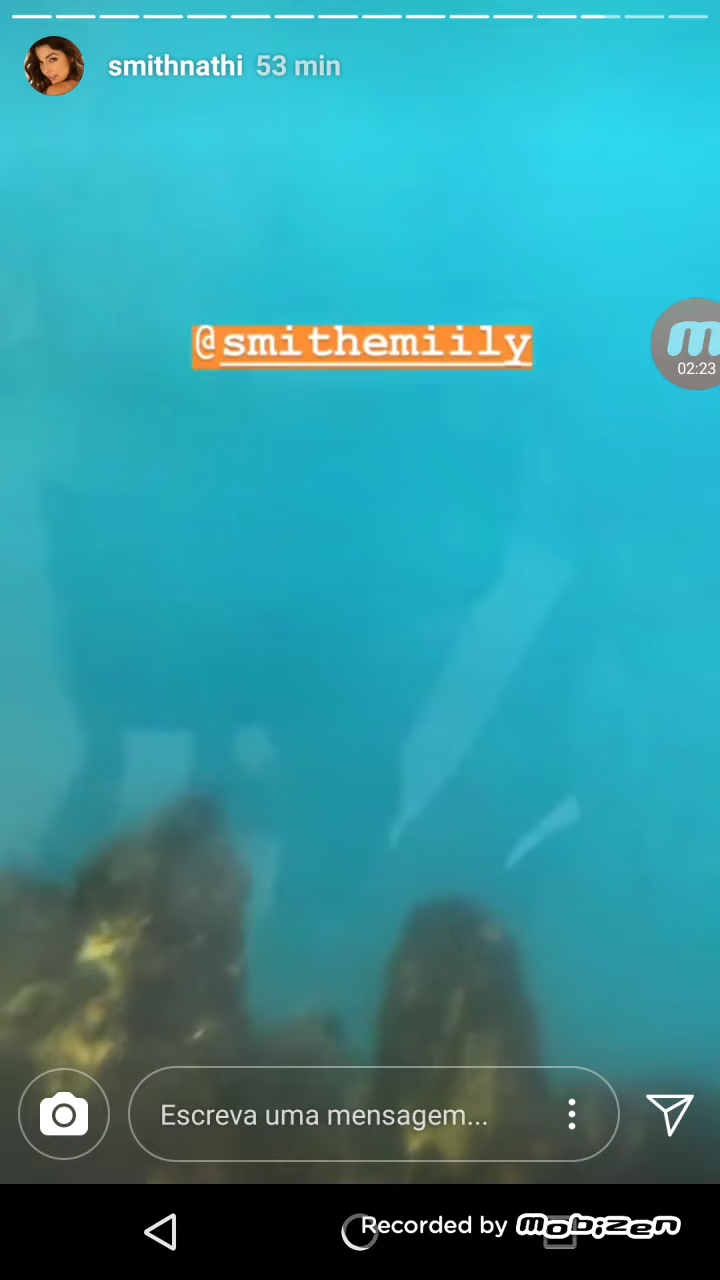 smithnathi 53 min
@smithemiily
02:23
Escreva uma mensagem...
Recorded by mobizen